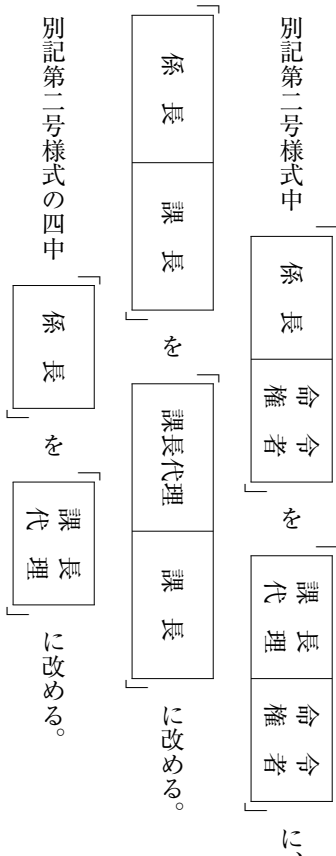 別記第二号様式中「係長 命令権者」を「課長代理 命令権者」に、
「係長 課長」を「課長代理 課長」に改める。
別記第二号様式の四中「係長」を「課長代理」に改める。